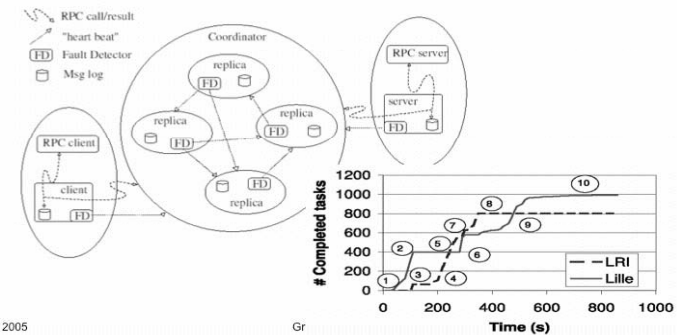 RPC call/result
"heart beat"
FD Fault Detector
Msg log
Coordinator
replica
FD
replica
FD
replica
FD
FD
replica
RPC client
client
FD
RPC server
server
FD
# Completed tasks
1200
1000
800
600
400
200
0
0 200 400 600 800 1000
Time (s)
1
2
3
4
5
6
7
8
9
10
LRI
Lille
2005
Gr